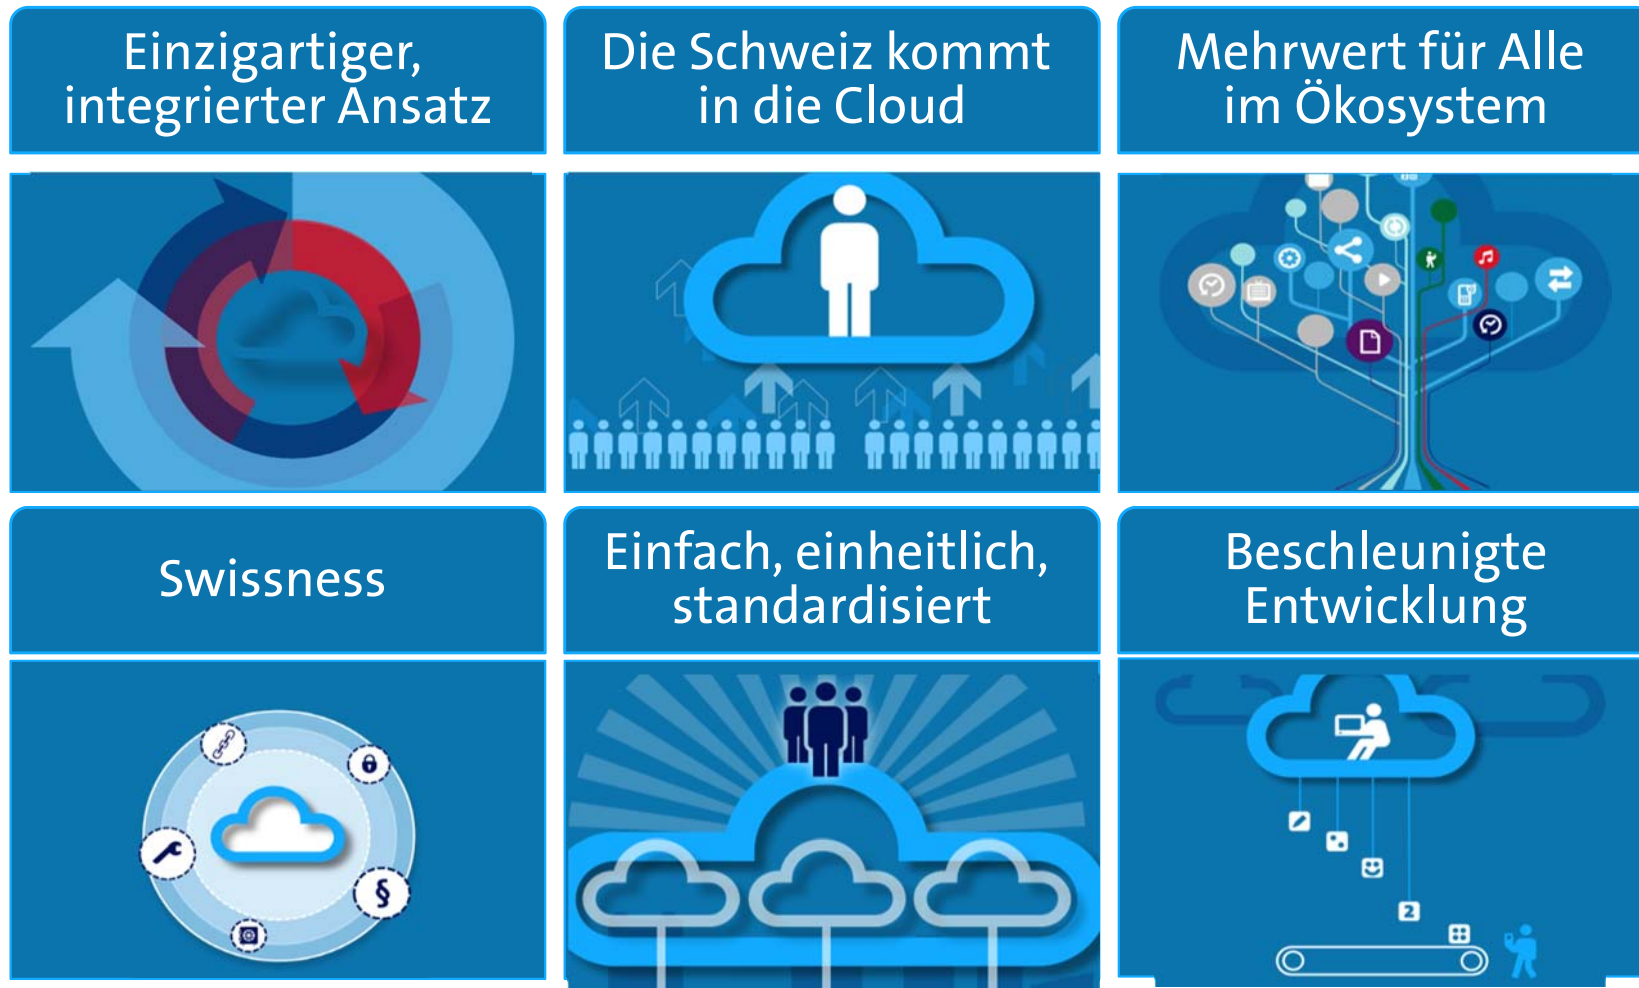 Einzigartiger,
integrierter Ansatz
Die Schweiz kommt
in die Cloud
Mehrwert für Alle
im Ökosystem
Swissness
§
Einfach, einheitlich,
standardisiert
Beschleunigte
Entwicklung
2